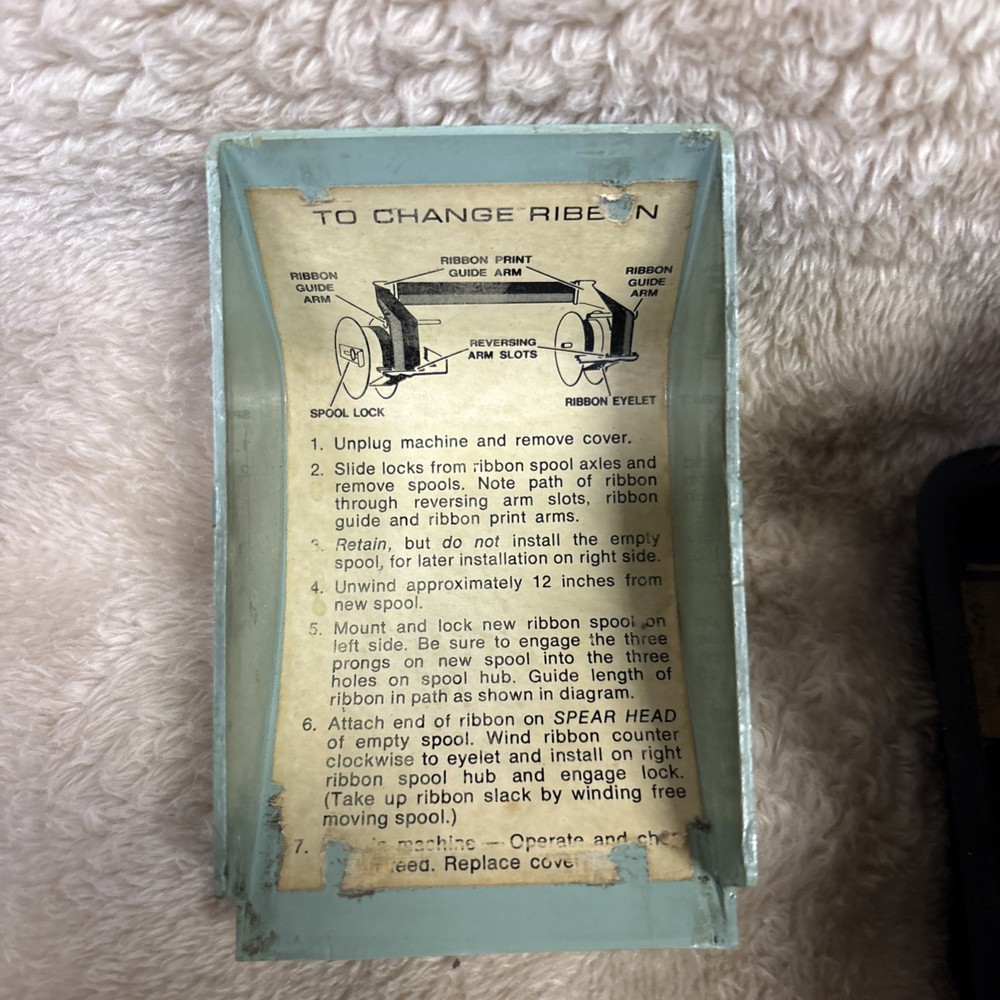 TO CHANGE RIBB N
RIBBON PRINT
GUIDE ARM
RIBBON
GUIDE
ARM
RIBBON
GUIDE
ARM
REVERSING
ARM SLOTS
SPOOL LOCK
RIBBON EYELET
1. Unplug machine and remove cover.
2. Slide locks from ribbon spool axles and
remove spools. Note path of ribbon
through reversing arm slots, ribbon
guide and ribbon print arms.
3. Retain, but do not install the empty
spool, for later installation on right side.
4. Unwind approximately 12 inches from
new spool.
5. Mount and lock new ribbon spool on
left side. Be sure to engage the three
prongs on new spool into the three
holes on spool hub. Guide length of
ribbon in path as shown in diagram.
6. Attach end of ribbon on SPEAR HEAD
of empty spool. Wind ribbon counter
clockwise to eyelet and install on right
ribbon spool hub and engage lock.
(Take up ribbon slack by winding free
moving spool.)
7. machine — Operate and
Replace